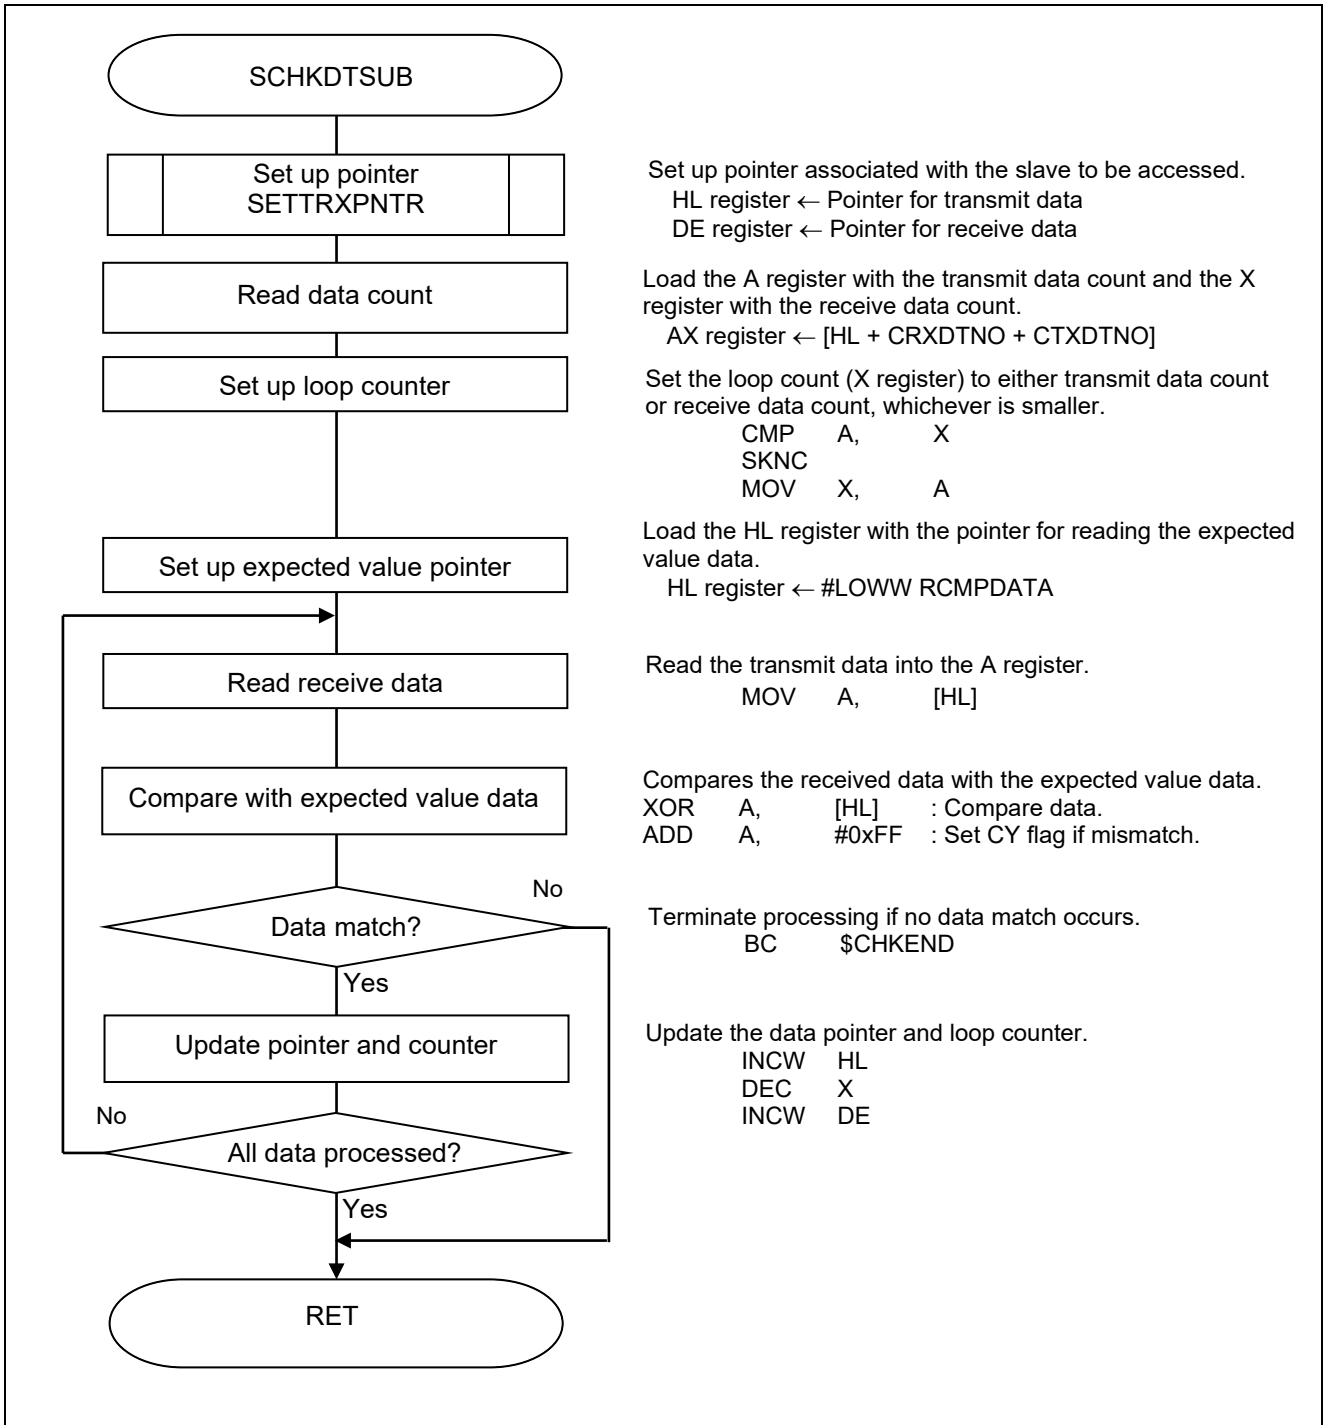 SCHKDTSUB
Set up pointer
SETTRXPNTR
Set up pointer associated with the slave to be accessed.
HL register ← Pointer for transmit data
DE register ← Pointer for receive data
Read data count
Load the A register with the transmit data count and the X
register with the receive data count.
AX register ← [HL + CRXDTNO + CTXDTNO]
Set up loop counter
Set the loop count (X register) to either transmit data count
or receive data count, whichever is smaller.
CMP A, X
SKNC
MOV X, A
Set up expected value pointer
Load the HL register with the pointer for reading the expected
value data.
HL register ← #LOWW RCMPDATA
Read receive data
Read the transmit data into the A register.
MOV A, [HL]
Compare with expected value data
Compares the received data with the expected value data.
XOR A, [HL] : Compare data.
ADD A, #0xFF : Set CY flag if mismatch.
No
Data match?
Terminate processing if no data match occurs.
BC $CHKEND
Yes
Update pointer and counter
Update the data pointer and loop counter.
INCW HL
DEC X
INCW DE
No
All data processed?
Yes
RET